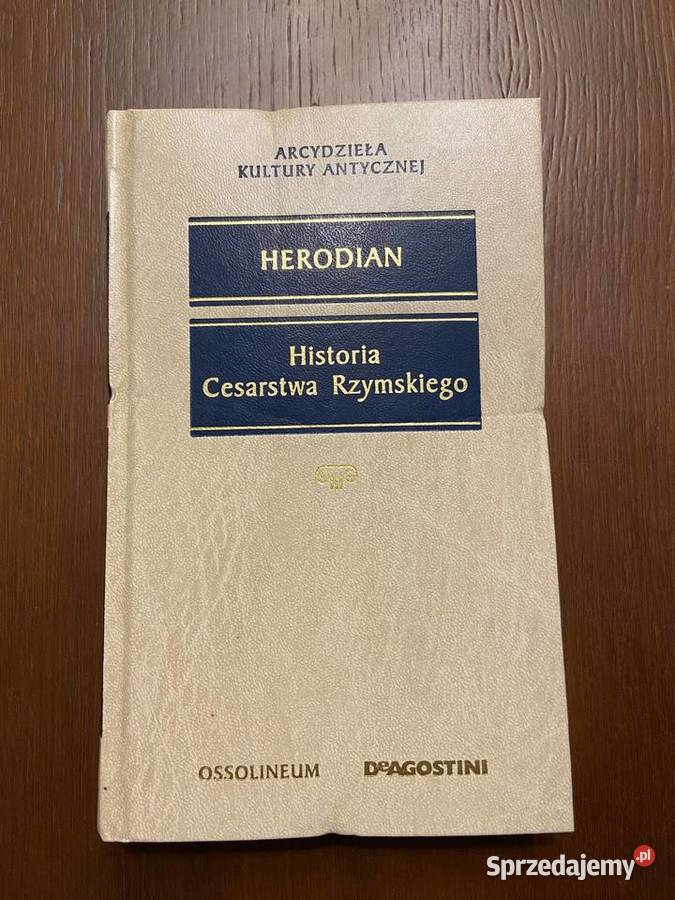 ARCYDZIEŁA
KULTURY ANTYCZNEJ
HERODIAN
Historia
Cesarstwa Rzymskiego
OSSOLINEUM DeAGOSTINI
Sprzedajemy.pl